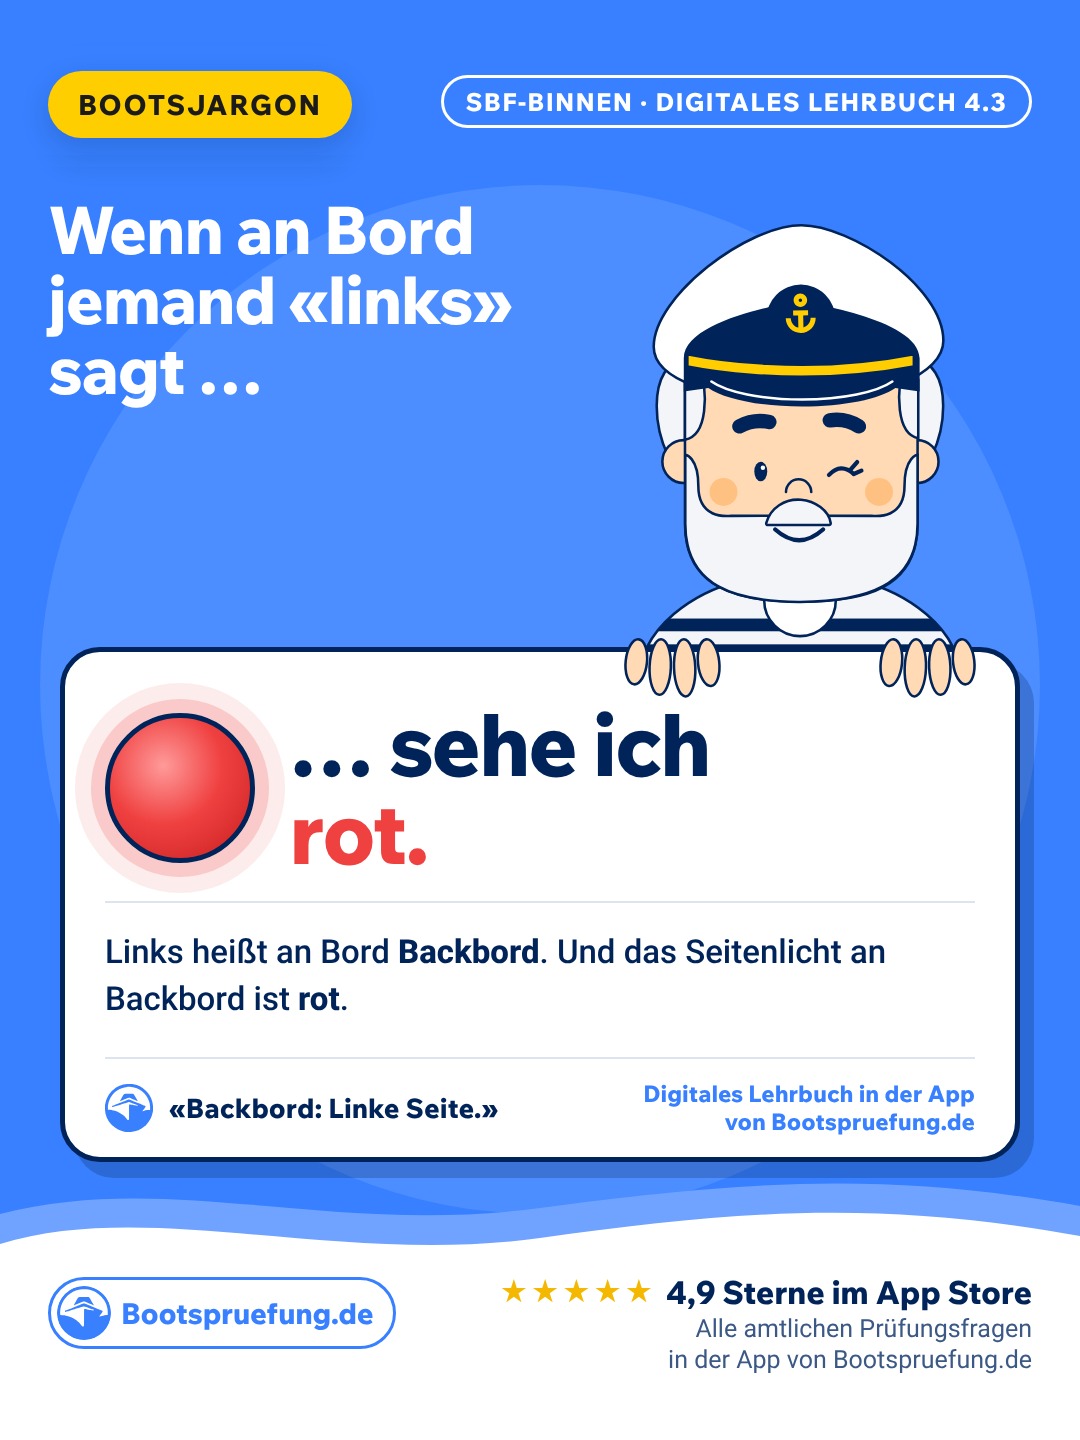 BOOTSJARGON
SBF-BINNEN · DIGITALES LEHRBUCH 4.3
Wenn an Bord
jemand «links»
sagt …
… sehe ich
rot.
Links heißt an Bord Backbord. Und das Seitenlicht an
Backbord ist rot.
«Backbord: Linke Seite.»
Digitales Lehrbuch in der App
von Bootspruefung.de
Bootspruefung.de
★★★★★ 4,9 Sterne im App Store
Alle amtlichen Prüfungsfragen
in der App von Bootspruefung.de